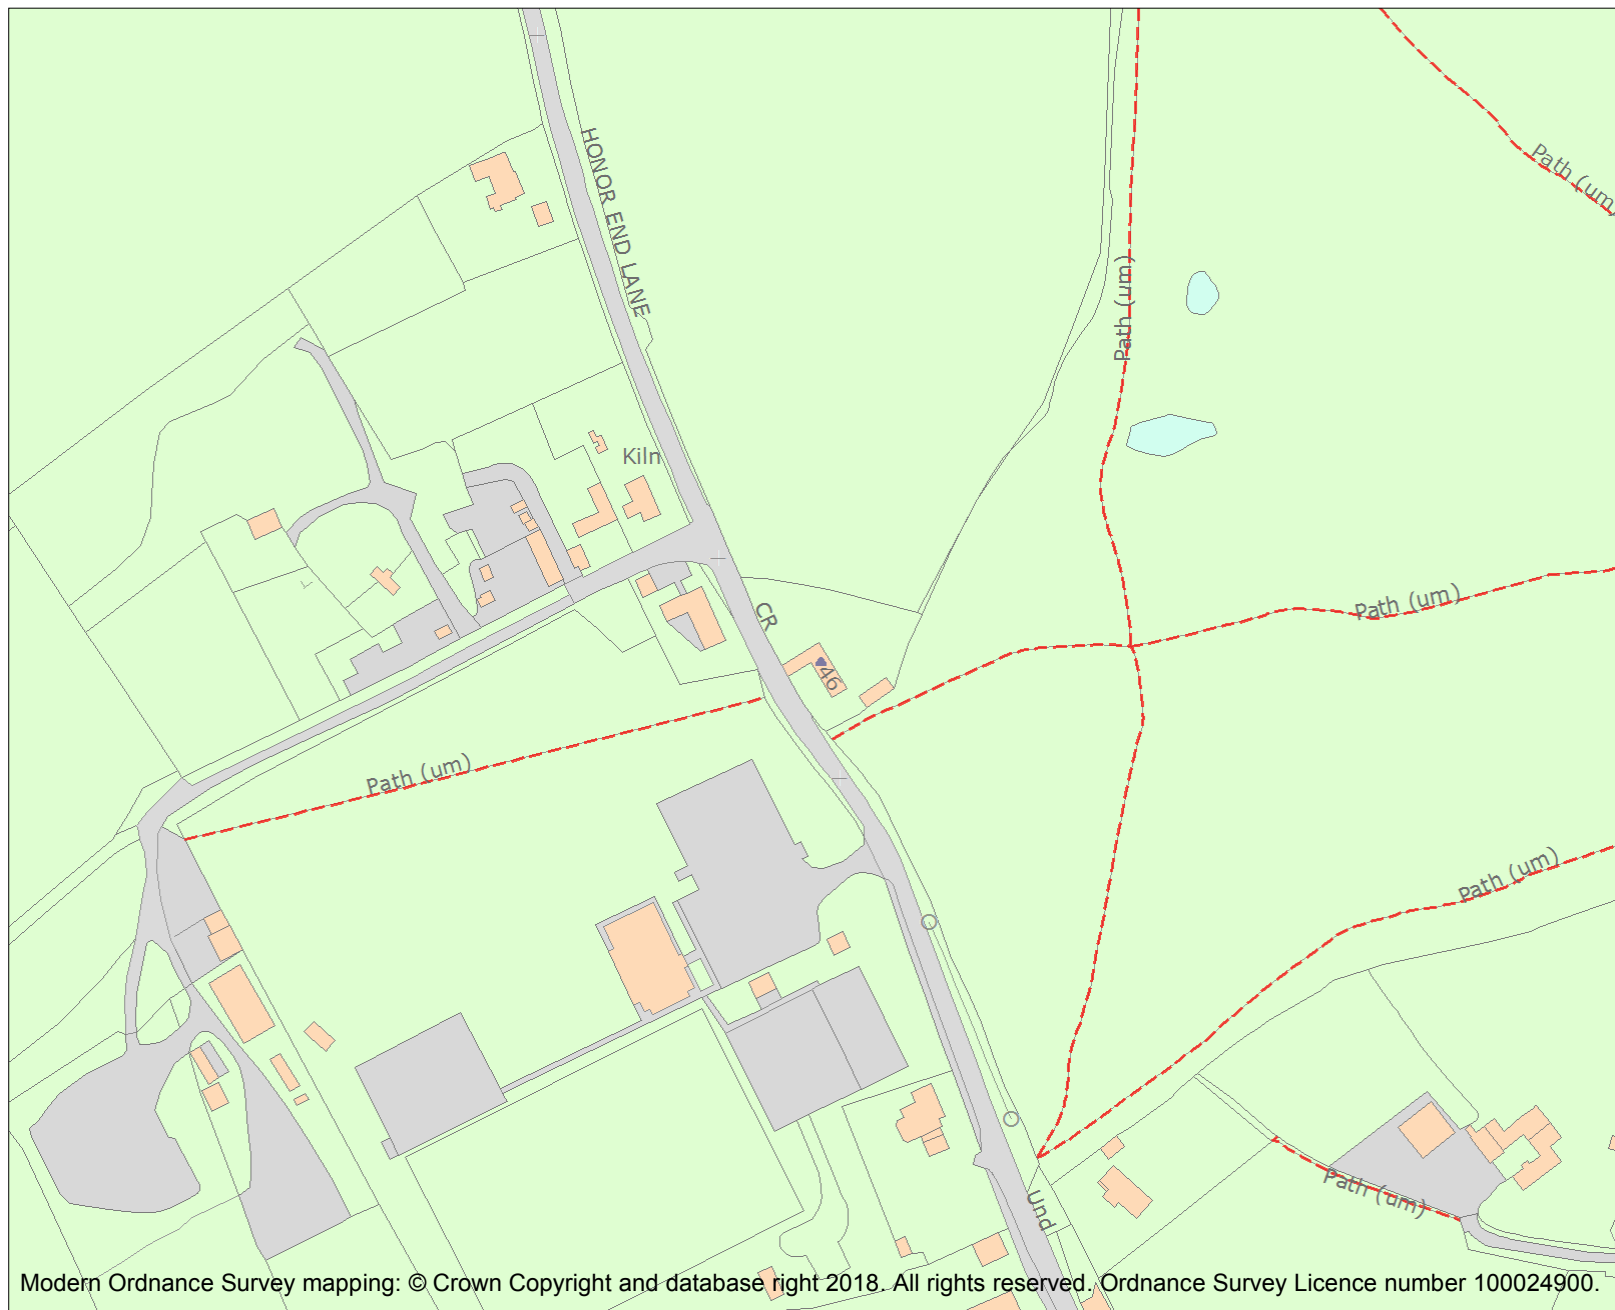 HONOR END LANE
Path (um)
Path (um)
Kiln
CR
Path (um)
46
Path (um)
Path (um)
Path (um)
Und
Modern Ordnance Survey mapping: © Crown Copyright and database right 2018. All rights reserved. Ordnance Survey Licence number 100024900.